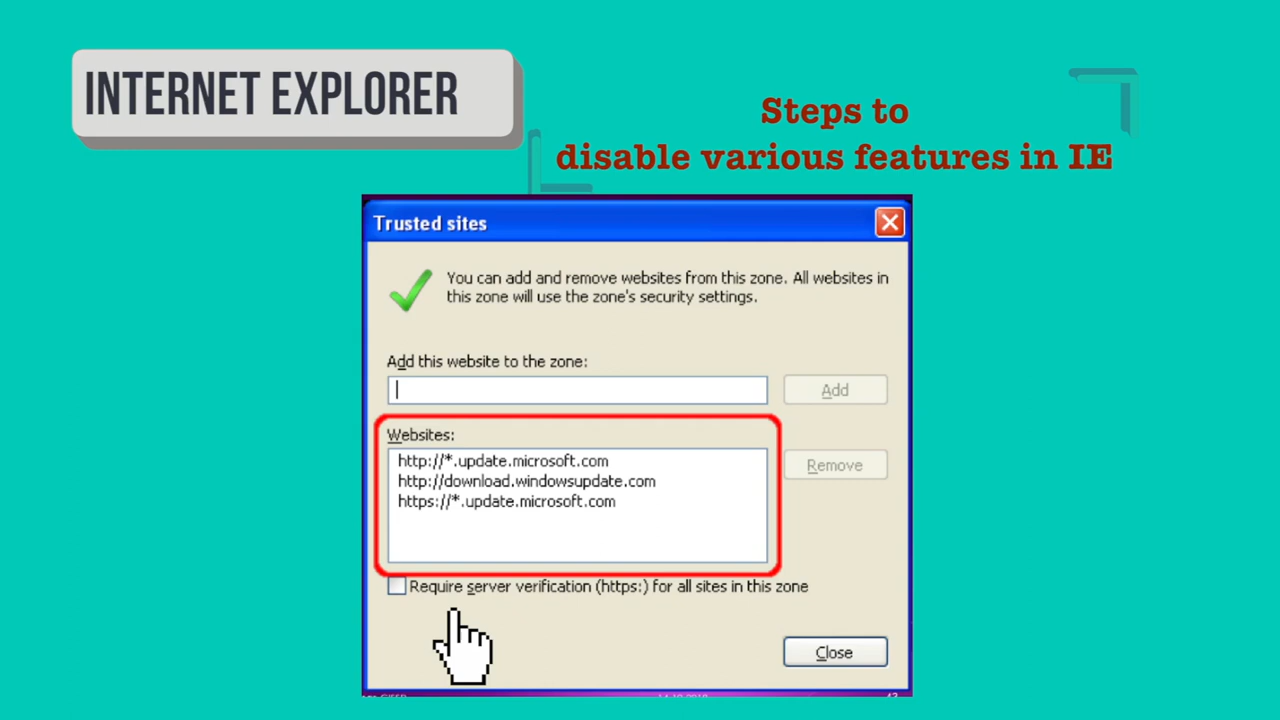 INTERNET EXPLORER
Steps to
disable various features in IE
Trusted sites
You can add and remove websites from this zone. All websites in
this zone will use the zone's security settings.
Add this website to the zone:
Add
Websites:
http://*.update.microsoft.com
http://download.windowsupdate.com
https://*.update.microsoft.com
Remove
Require server verification (https:) for all sites in this zone
Close